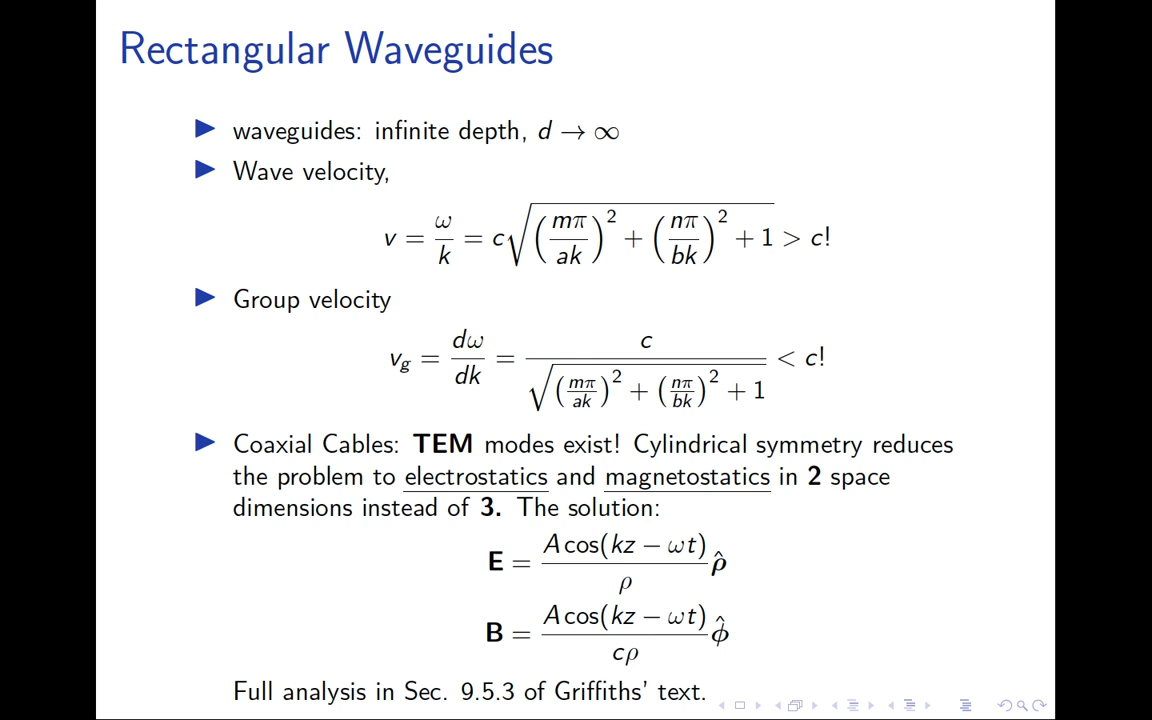 Rectangular Waveguides
▶ waveguides: infinite depth, d → ∞
▶ Wave velocity,
v = ω/k = c√((mπ/ak)² + (nπ/bk)² + 1) > c!
▶ Group velocity
v_g = dω/dk = c/√((mπ/ak)² + (nπ/bk)² + 1) < c!
▶ Coaxial Cables: TEM modes exist! Cylindrical symmetry reduces
the problem to electrostatics and magnetostatics in 2 space
dimensions instead of 3. The solution:
E = A cos(kz − ωt)/ρ ρ̂
B = A cos(kz − ωt)/cρ ϕ̂
Full analysis in Sec. 9.5.3 of Griffiths' text.